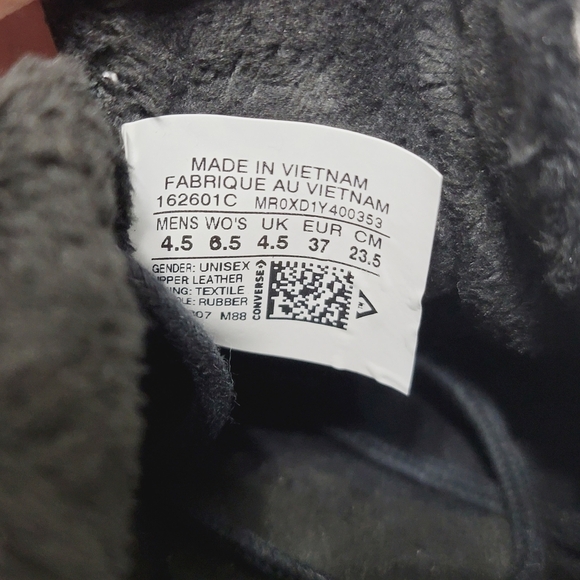 MADE IN VIETNAM
FABRIQUE AU VIETNAM
162601C MR0XD1Y400353
MENS WO'S UK EUR CM
4.5 6.5 4.5 37 23.5
GENDER: UNISEX
UPPER LEATHER
TEXTILE
RUBBER
M88
CONVERSE